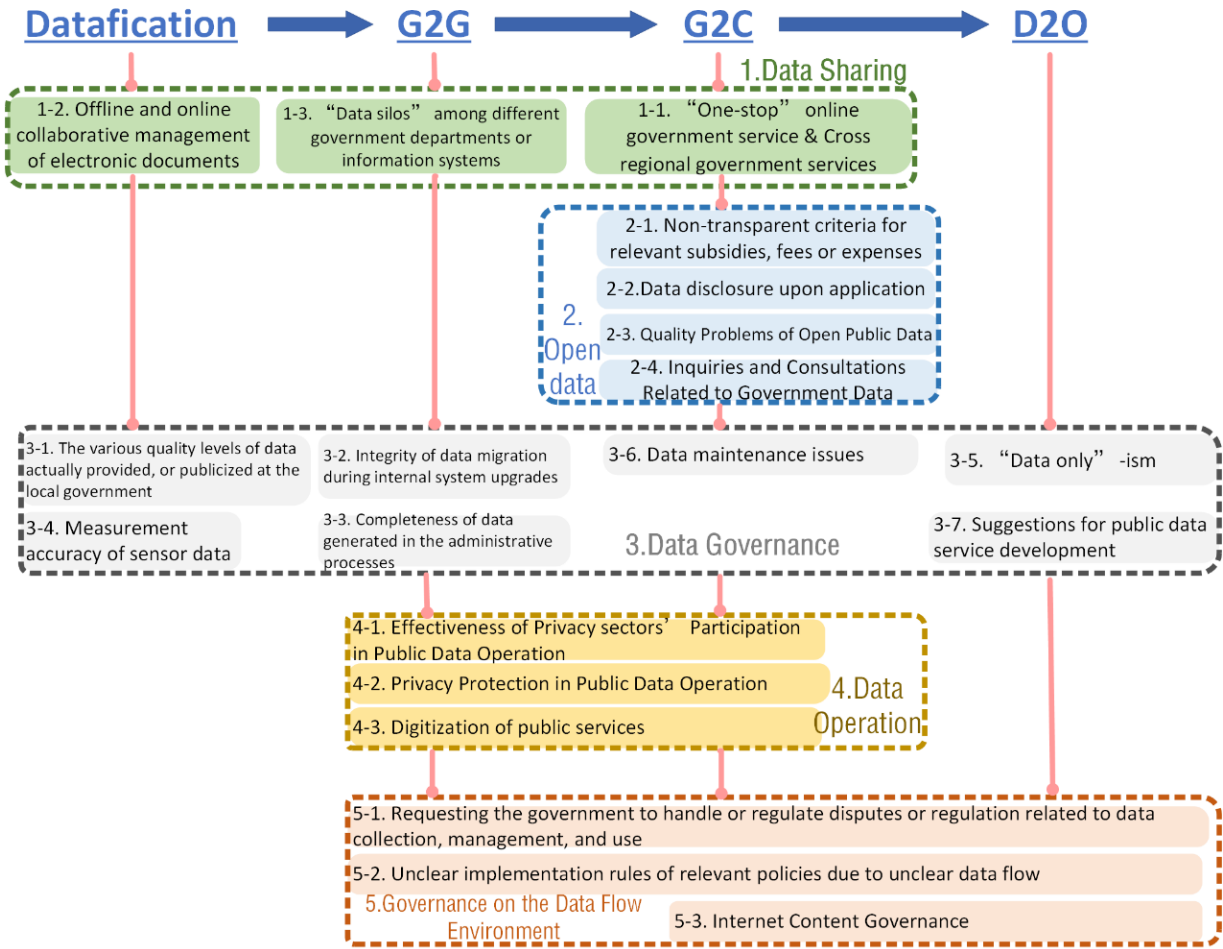 Datafication
G2G
G2C
D2O
1.Data Sharing
1-2. Offline and online
collaborative management
of electronic documents
1-3. “Data silos” among different
government departments or
information systems
1-1. “One-stop” online
government service & Cross
regional government services
2-1. Non-transparent criteria for
relevant subsidies, fees or expenses
2-2.Data disclosure upon application
2-3. Quality Problems of Open Public Data
2-4. Inquiries and Consultations
Related to Government Data
2.
Open
data
3-1. The various quality levels of data
actually provided, or publicized at the
local government
3-4. Measurement
accuracy of sensor data
3-2. Integrity of data migration
during internal system upgrades
3-3. Completeness of data
generated in the administrative
processes
3-6. Data maintenance issues
3.Data Governance
3-5. “Data only” -ism
3-7. Suggestions for public data
service development
4-1. Effectiveness of Privacy sectors’ Participation
in Public Data Operation
4-2. Privacy Protection in Public Data Operation
4-3. Digitization of public services
4.Data
Operation
5-1. Requesting the government to handle or regulate disputes or regulation related to data
collection, management, and use
5-2. Unclear implementation rules of relevant policies due to unclear data flow
5.Governance on the Data Flow
Environment
5-3. Internet Content Governance